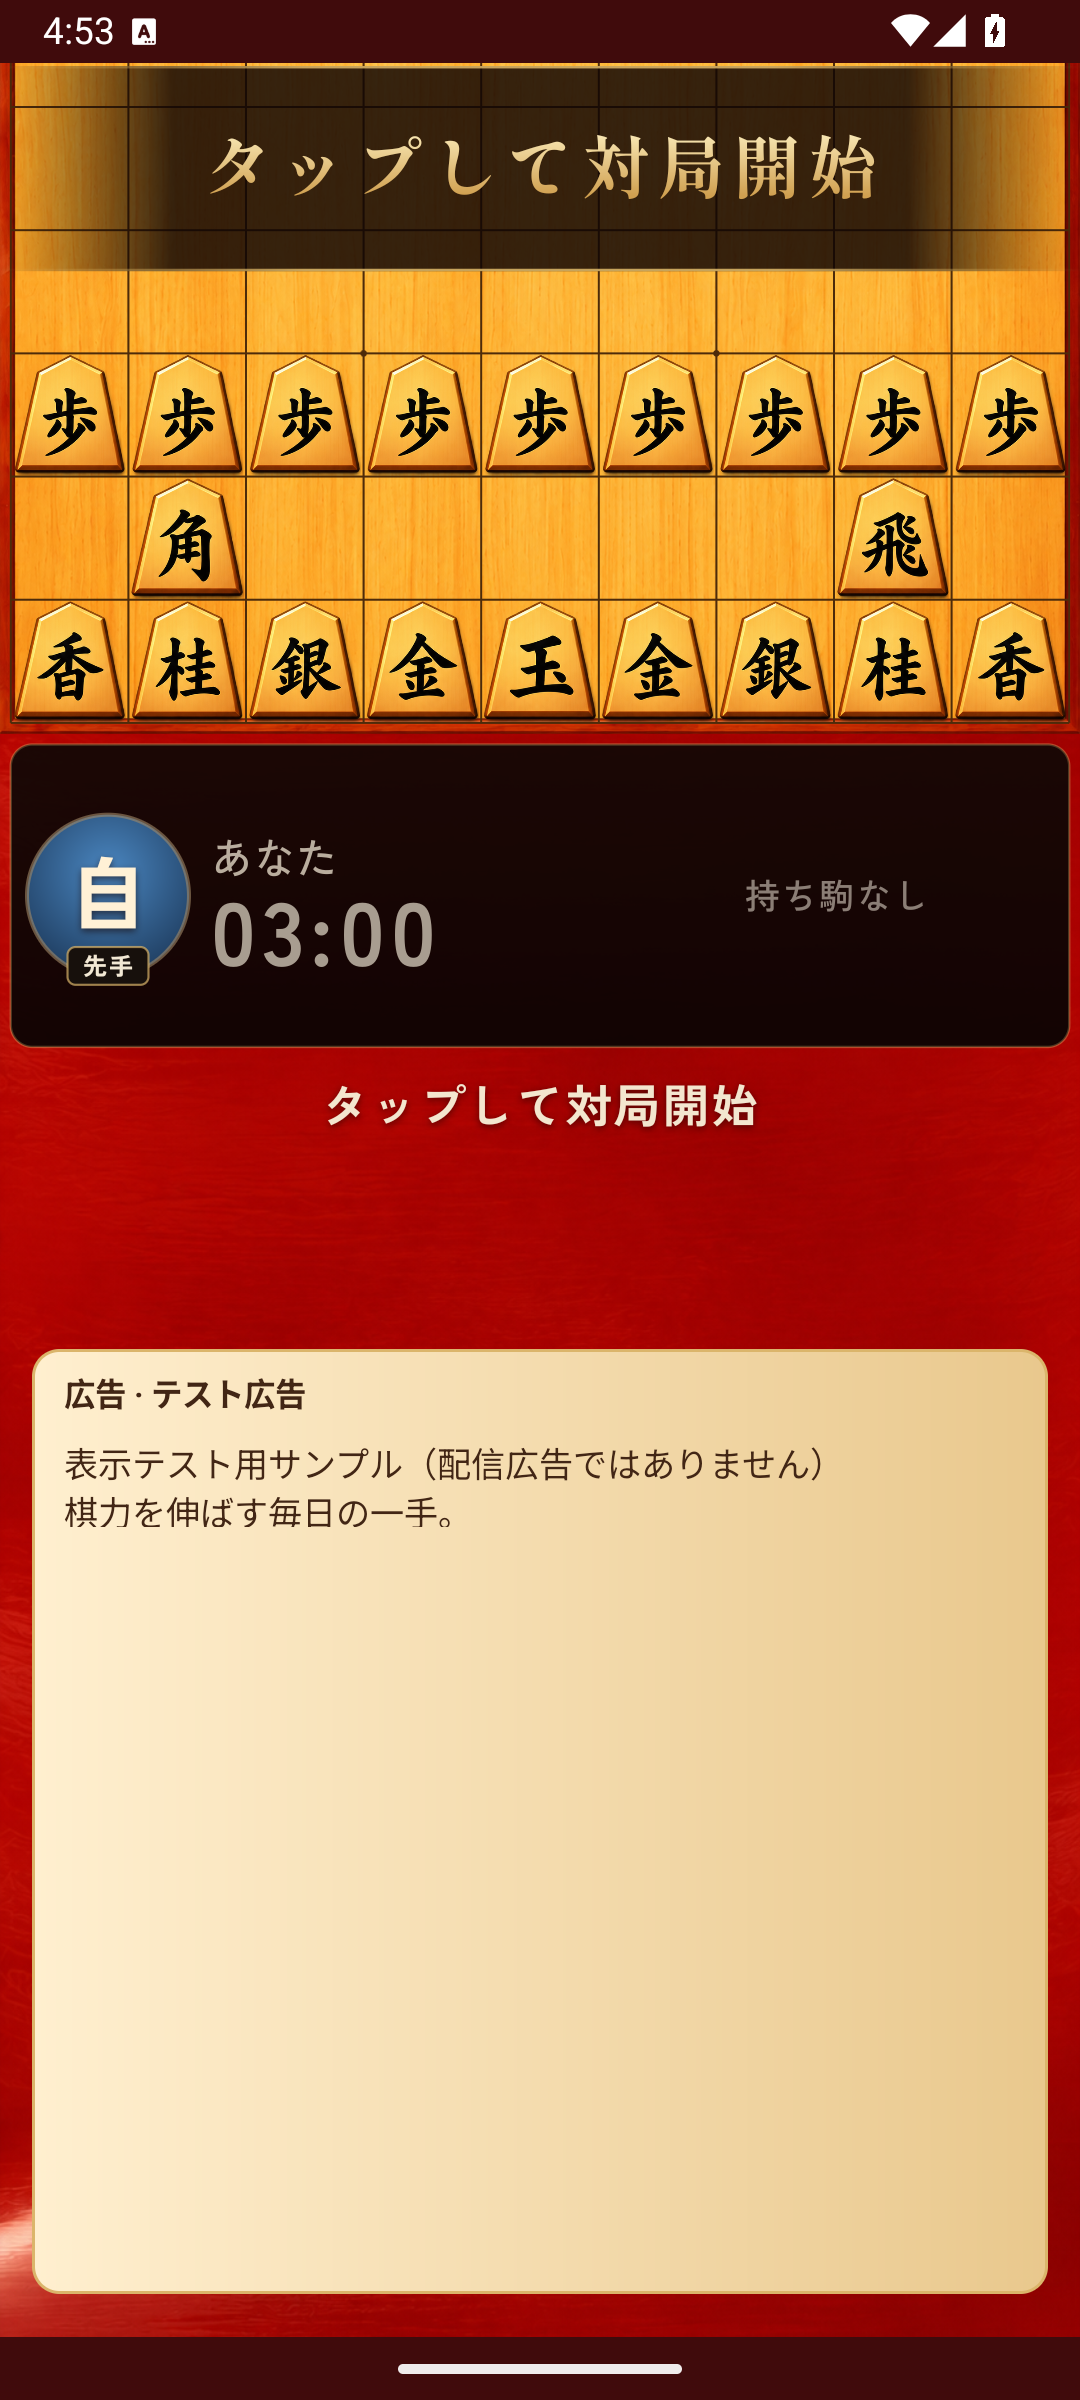 4:53
タップして対局開始
歩 歩 歩 歩 歩 歩 歩 歩 歩
角 飛
香 桂 銀 金 玉 金 銀 桂 香
自
先手
あなた
03:00
持ち駒なし
タップして対局開始
広告 · テスト広告
表示テスト用サンプル（配信広告ではありません）
棋力を伸ばす毎日の一手。